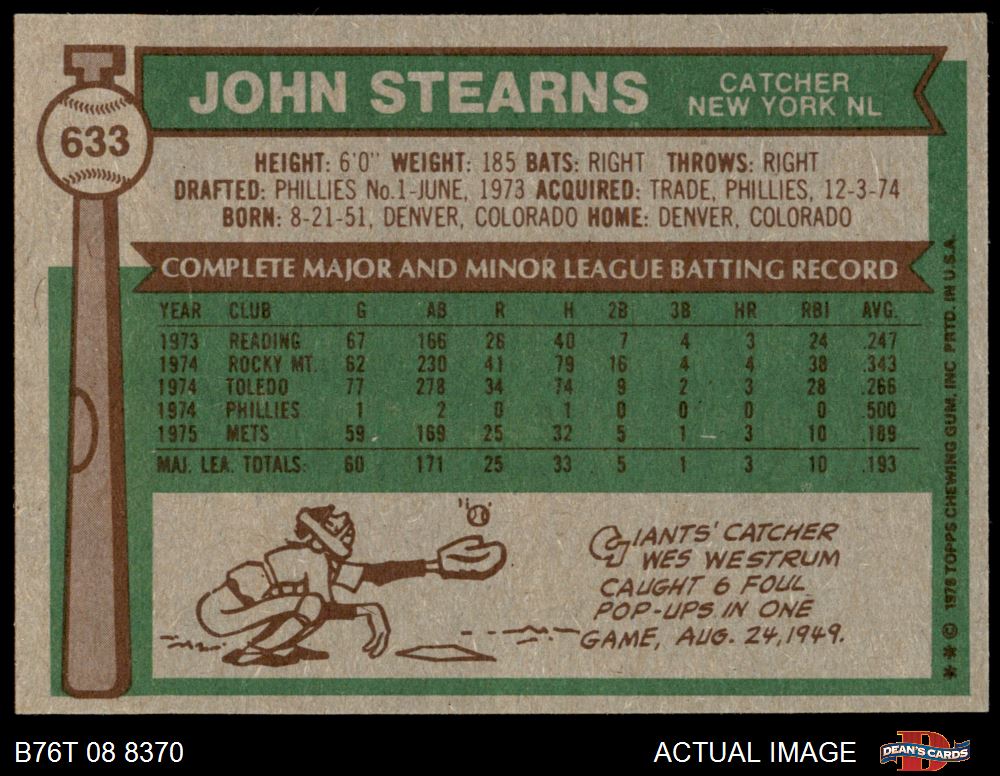 633
JOHN STEARNS
CATCHER
NEW YORK NL
HEIGHT: 6'0" WEIGHT: 185 BATS: RIGHT THROWS: RIGHT
DRAFTED: PHILLIES No.1-JUNE, 1973 ACQUIRED: TRADE, PHILLIES, 12-3-74
BORN: 8-21-51, DENVER, COLORADO HOME: DENVER, COLORADO
COMPLETE MAJOR AND MINOR LEAGUE BATTING RECORD
YEAR CLUB G AB R H 2B 3B HR RBI AVG.
1973 READING 67 166 26 40 7 4 3 24 .247
1974 ROCKY MT. 62 230 41 79 16 4 4 38 .343
1974 TOLEDO 77 278 34 74 9 2 3 28 .266
1974 PHILLIES 1 2 0 1 0 0 0 0 .500
1975 METS 59 169 25 32 5 1 3 10 .189
MAJ. LEA. TOTALS: 60 171 25 33 5 1 3 10 .193
GIANTS' CATCHER
WES WESTRUM
CAUGHT 6 FOUL
POP-UPS IN ONE
GAME, AUG. 24, 1949.
** © 1976 TOPPS CHEWING GUM, INC. PRTD. IN U.S.A.
B76T 08 8370
ACTUAL IMAGE
D
DEAN'S CARDS